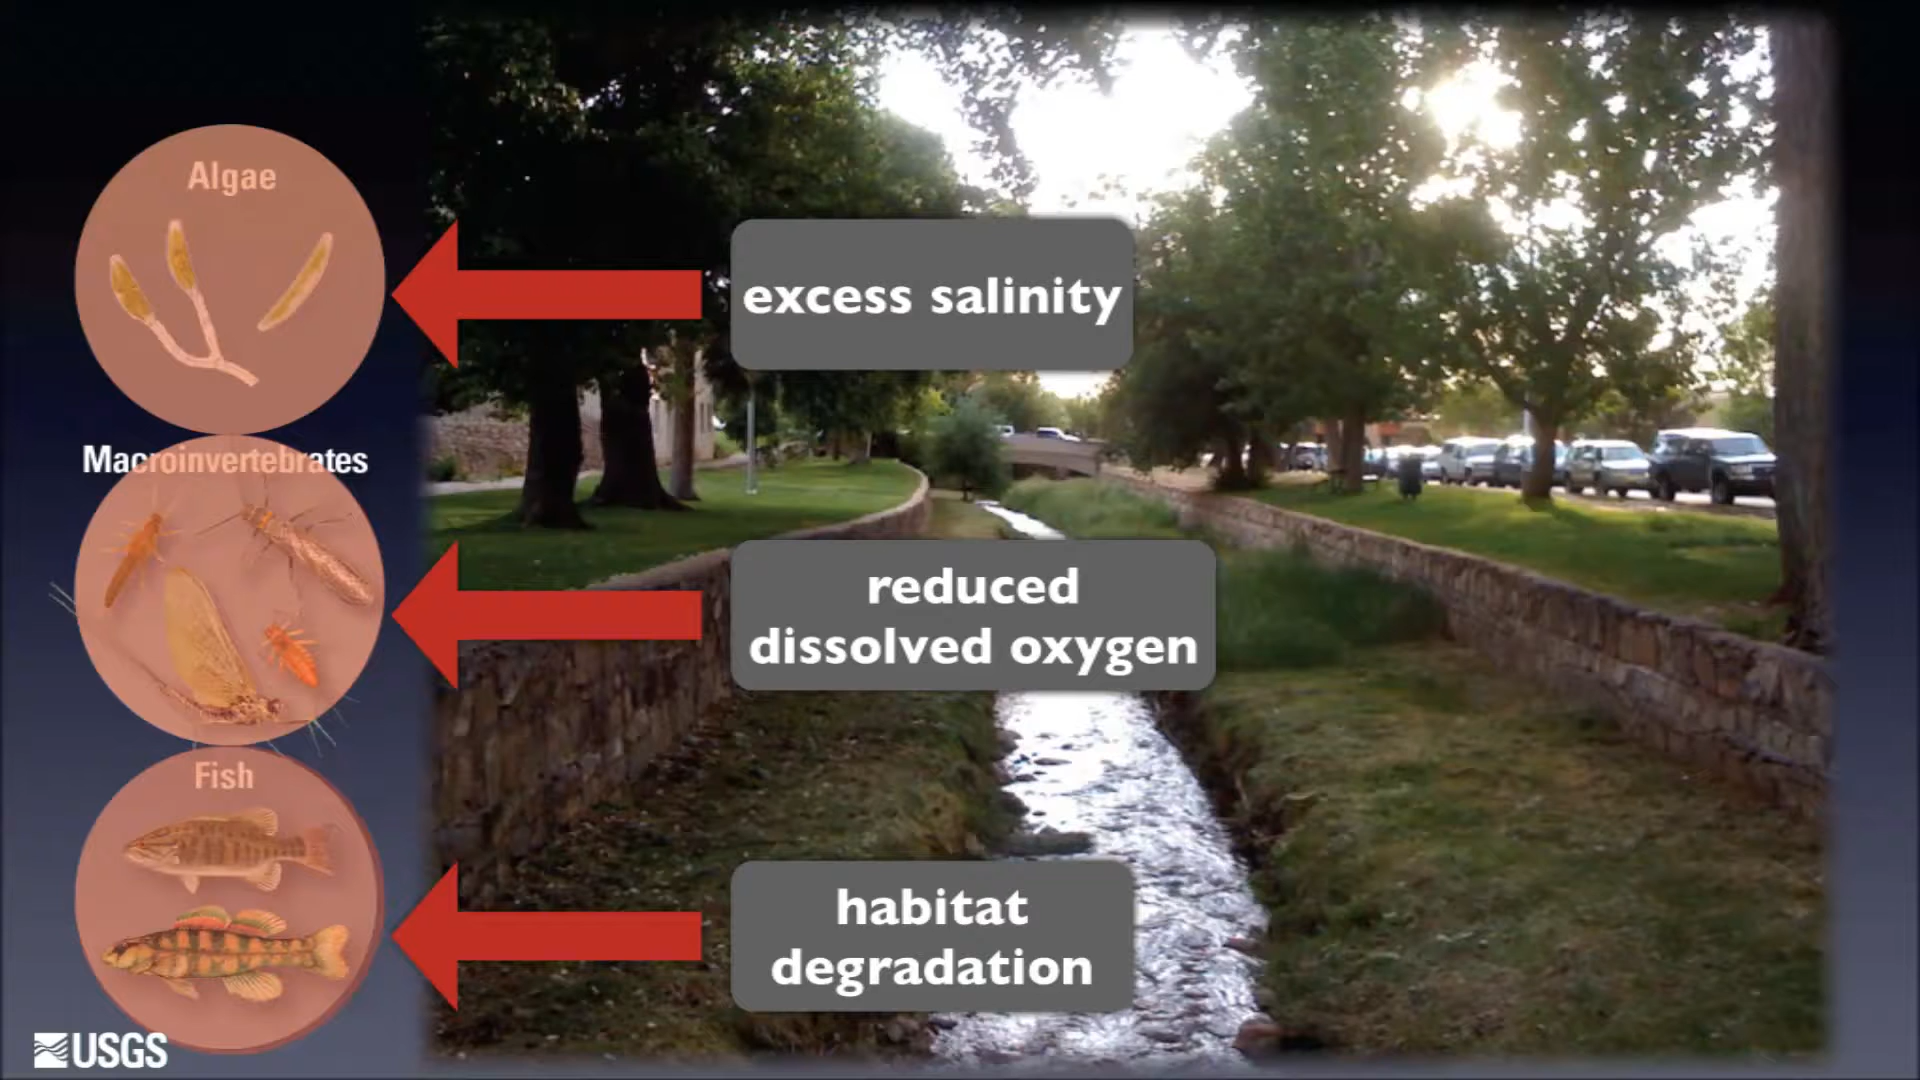 Algae
excess salinity
Macroinvertebrates
reduced
dissolved oxygen
Fish
habitat
degradation
USGS